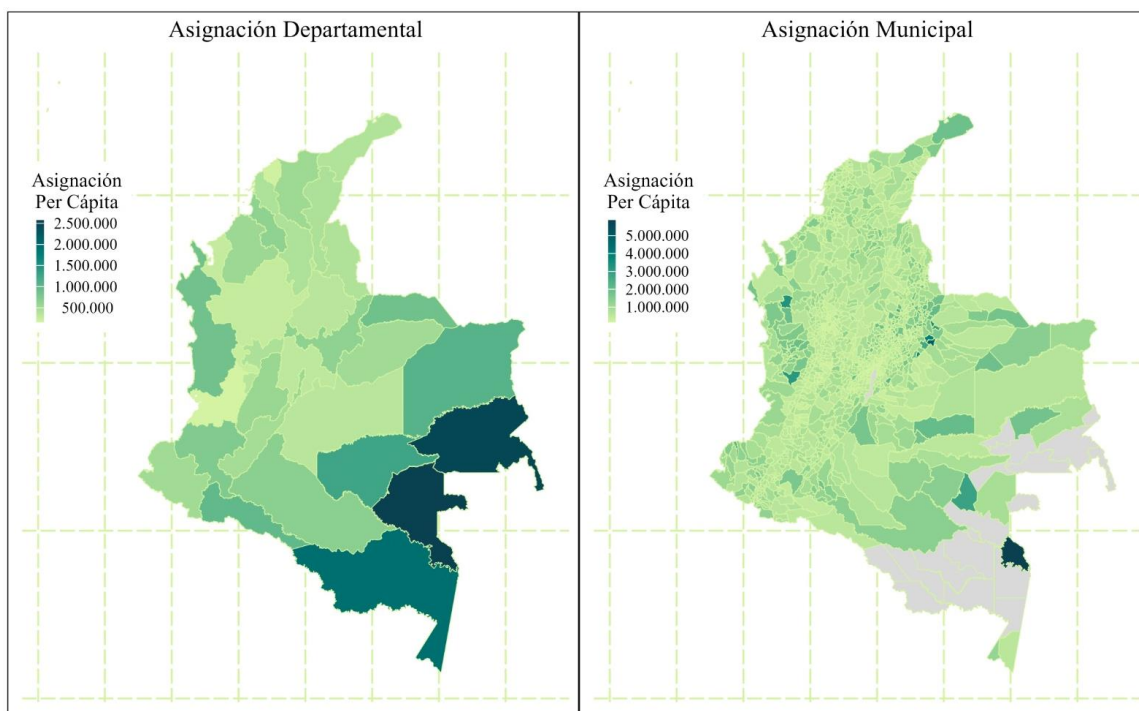 Asignación Departamental
Asignación
Per Cápita
2.500.000
2.000.000
1.500.000
1.000.000
500.000
Asignación Municipal
Asignación
Per Cápita
5.000.000
4.000.000
3.000.000
2.000.000
1.000.000